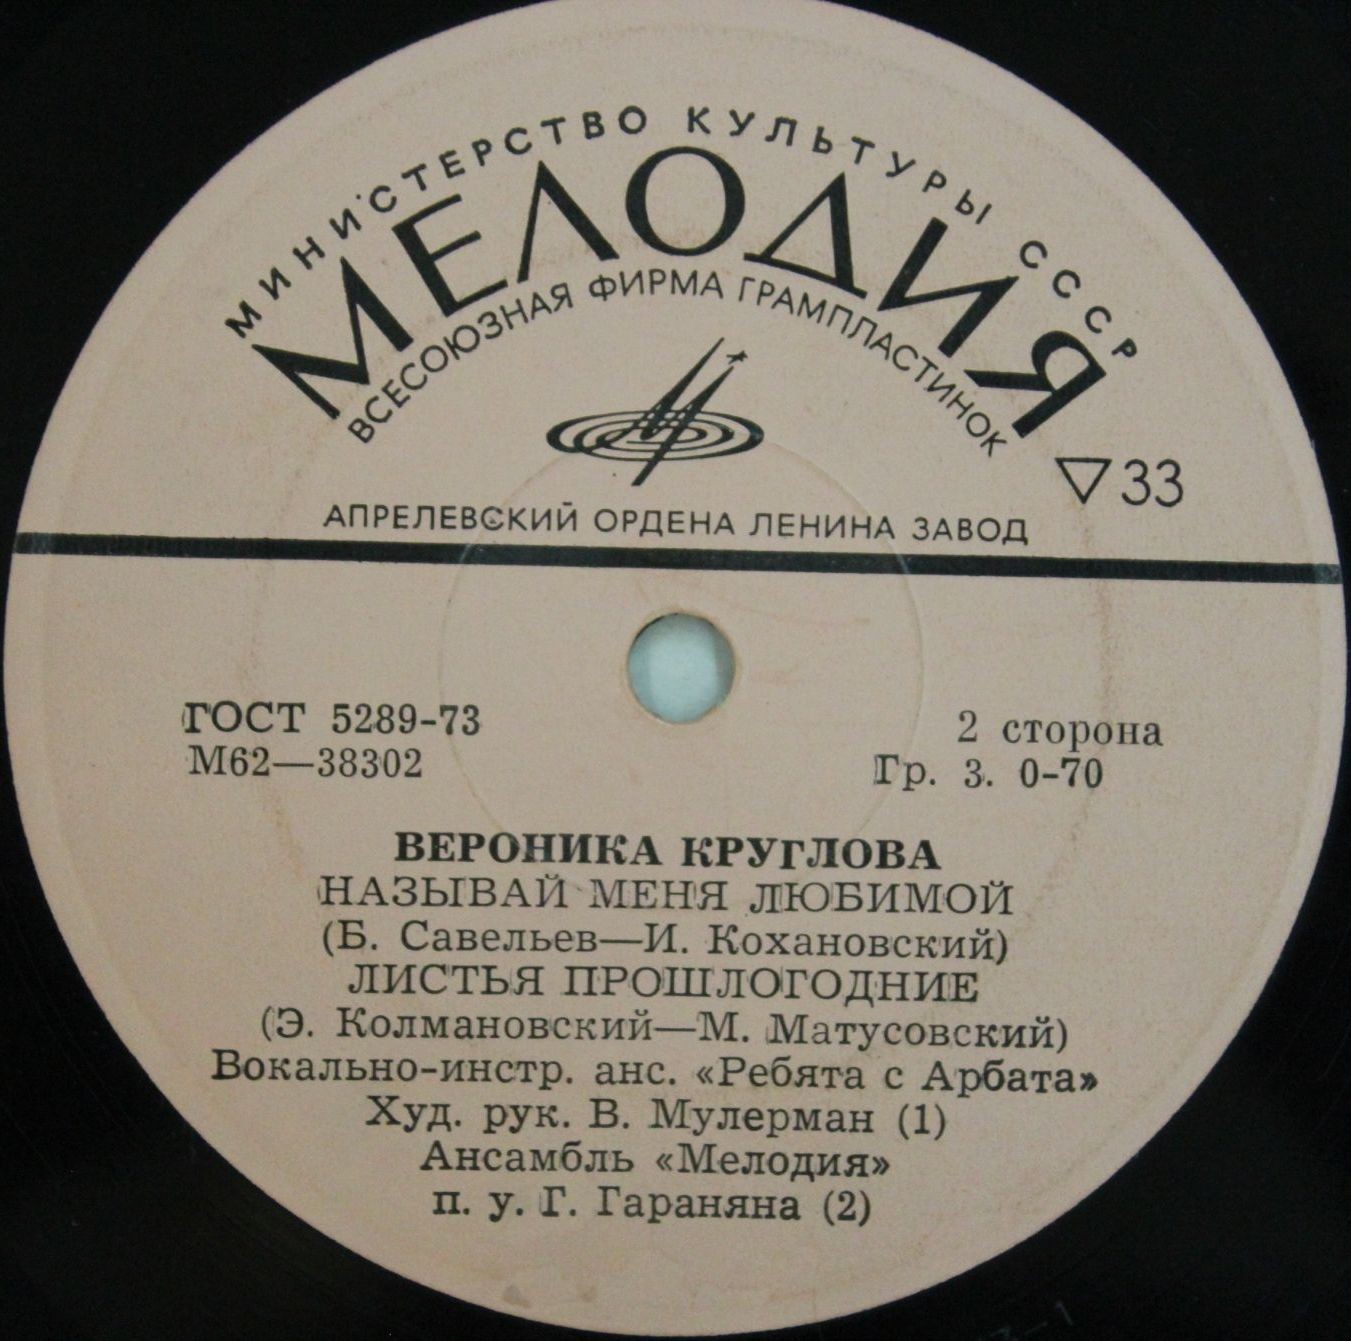 МИНИСТЕРСТВО КУЛЬТУРЫ СССР
МЕЛОДИЯ
ВСЕСОЮЗНАЯ ФИРМА ГРАМПЛАСТИНОК
▽33
АПРЕЛЕВСКИЙ ОРДЕНА ЛЕНИНА ЗАВОД
ГОСТ 5289-73
М62—38302
2 сторона
Гр. 3. 0-70
ВЕРОНИКА КРУГЛОВА
НАЗЫВАЙ МЕНЯ ЛЮБИМОЙ
(Б. Савельев—И. Кохановский)
ЛИСТЬЯ ПРОШЛОГОДНИЕ
(Э. Колмановский—М. Матусовский)
Вокально-инстр. анс. «Ребята с Арбата»
Худ. рук. В. Мулерман (1)
Ансамбль «Мелодия»
п. у. Г. Гараняна (2)
3-1